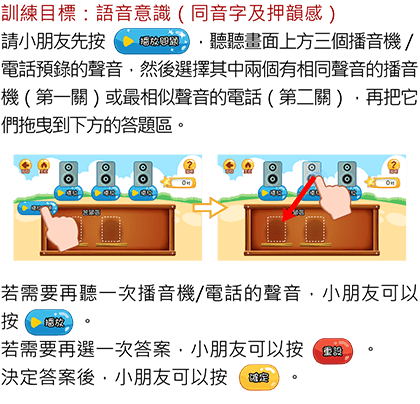 訓練目標：語音意識（同音字及押韻感）
請小朋友先按 播放喇叭 ，聽聽畫面上方三個播音機/
電話預錄的聲音，然後選擇其中兩個有相同聲音的播音
機（第一關）或最相似聲音的電話（第二關），再把它
們拖曳到下方的答題區。
若需要再聽一次播音機/電話的聲音，小朋友可以
按 播放 。
若需要再選一次答案，小朋友可以按 重設 。
決定答案後，小朋友可以按 確定 。